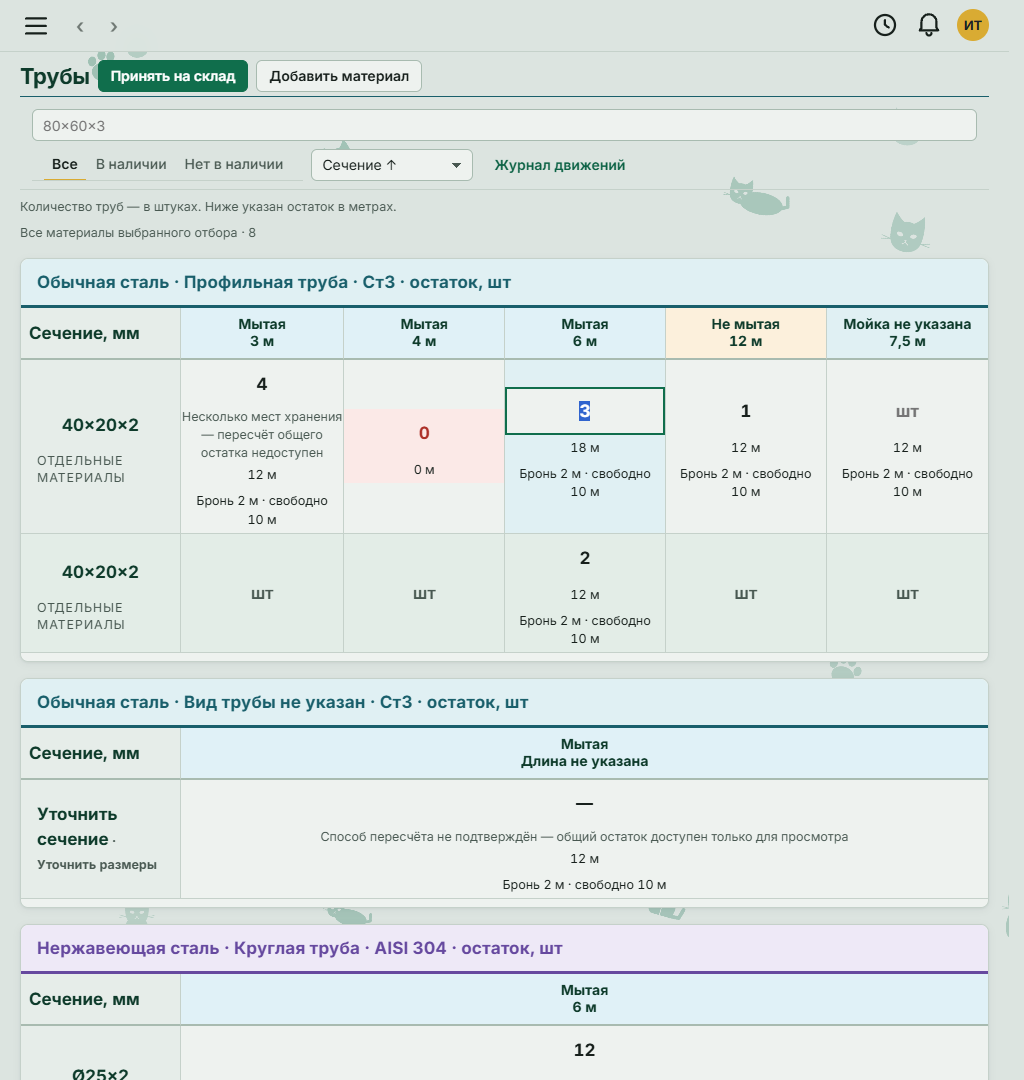 ИТ
Трубы
Принять на склад
Добавить материал
80×60×3
Все
В наличии
Нет в наличии
Сечение ↑
Журнал движений
Количество труб — в штуках. Ниже указан остаток в метрах.
Все материалы выбранного отбора · 8
Обычная сталь · Профильная труба · Ст3 · остаток, шт
Сечение, мм
Мытая
3 м
Мытая
4 м
Мытая
6 м
Не мытая
12 м
Мойка не указана
7,5 м
40×20×2
ОТДЕЛЬНЫЕ
МАТЕРИАЛЫ
4
Несколько мест хранения
— пересчёт общего
остатка недоступен
12 м
Бронь 2 м · свободно
10 м
0
0 м
3
18 м
Бронь 2 м · свободно
10 м
1
12 м
Бронь 2 м · свободно
10 м
шт
12 м
Бронь 2 м · свободно
10 м
40×20×2
ОТДЕЛЬНЫЕ
МАТЕРИАЛЫ
шт
шт
2
12 м
Бронь 2 м · свободно
10 м
шт
шт
Обычная сталь · Вид трубы не указан · Ст3 · остаток, шт
Сечение, мм
Мытая
Длина не указана
Уточнить
сечение ·
Уточнить размеры
—
Способ пересчёта не подтверждён — общий остаток доступен только для просмотра
12 м
Бронь 2 м · свободно 10 м
Нержавеющая сталь · Круглая труба · AISI 304 · остаток, шт
Сечение, мм
Мытая
6 м
12
Ø25×2